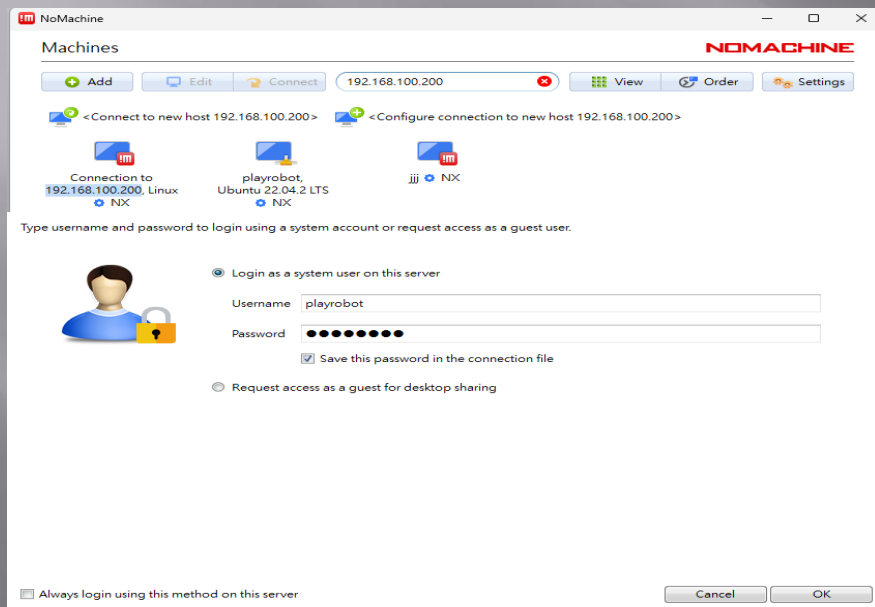 NoMachine
Machines
NOMACHINE
Add
Edit
Connect
192.168.100.200
View
Order
Settings
<Connect to new host 192.168.100.200>
<Configure connection to new host 192.168.100.200>
Connection to
192.168.100.200, Linux
NX
playrobot,
Ubuntu 22.04.2 LTS
NX
jjj NX
Type username and password to login using a system account or request access as a guest user.
Login as a system user on this server
Username playrobot
Password ●●●●●●●●
Save this password in the connection file
Request access as a guest for desktop sharing
Always login using this method on this server
Cancel
OK